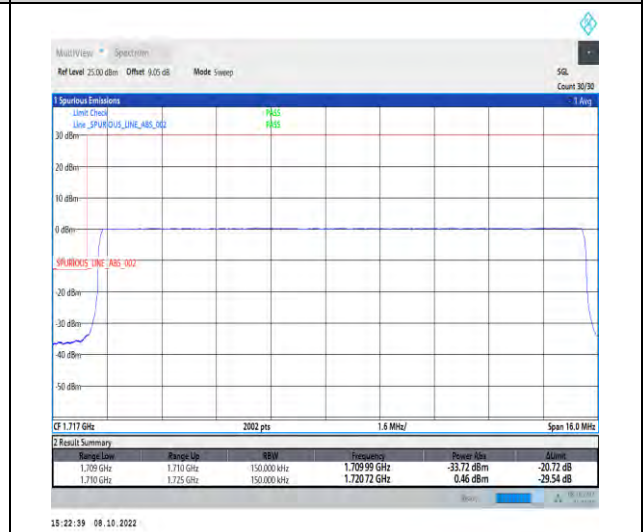 MultiView Spectrum
Ref Level 25.00 dBm Offset 9.05 dB Mode Sweep SGL
Count 30/30
1 Spurious Emissions 1 Avg
Limit Check PASS
Line _SPURIOUS_LINE_ABS_002 PASS
30 dBm
20 dBm
10 dBm
0 dBm
_SPURIOUS_LINE_ABS_002
-20 dBm
-30 dBm
-40 dBm
-50 dBm
CF 1.717 GHz 2002 pts 1.6 MHz/ Span 16.0 MHz
2 Result Summary
Range Low Range Up RBW Frequency Power Abs ΔLimit
1.709 GHz 1.710 GHz 150.000 kHz 1.709 99 GHz -33.72 dBm -20.72 dB
1.710 GHz 1.725 GHz 150.000 kHz 1.720 72 GHz 0.46 dBm -29.54 dB
15:22:39 08.10.2022